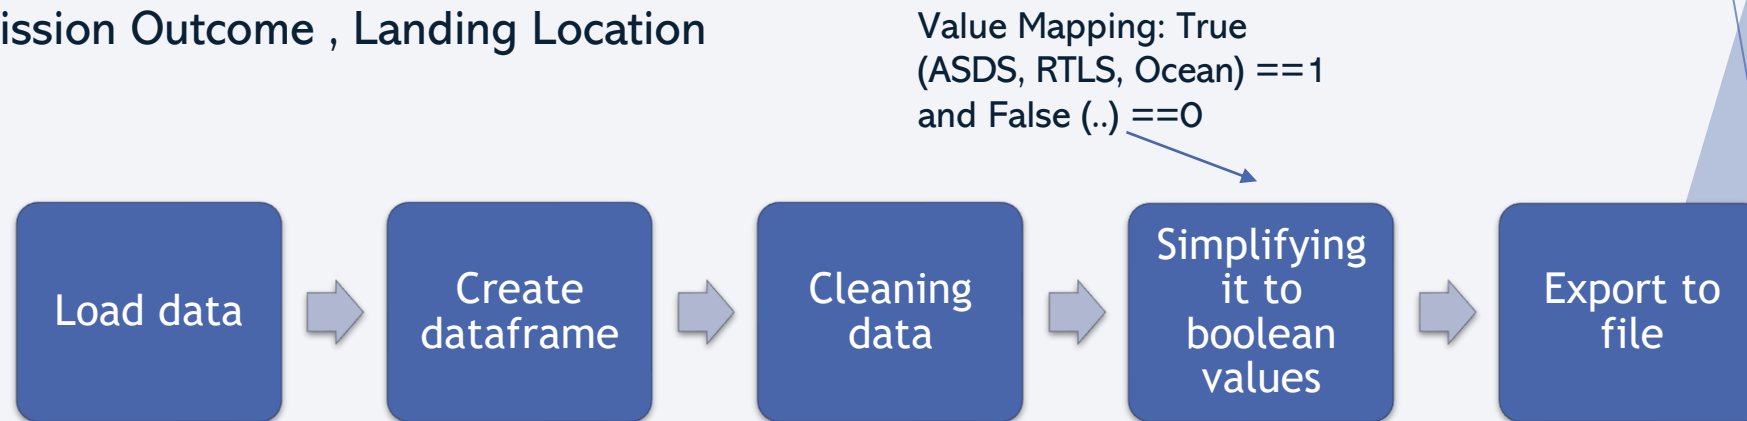 ission Outcome , Landing Location
Value Mapping: True
(ASDS, RTLS, Ocean) ==1
and False (..) ==0
Load data
Create
dataframe
Cleaning
data
Simplifying
it to
boolean
values
Export to
file